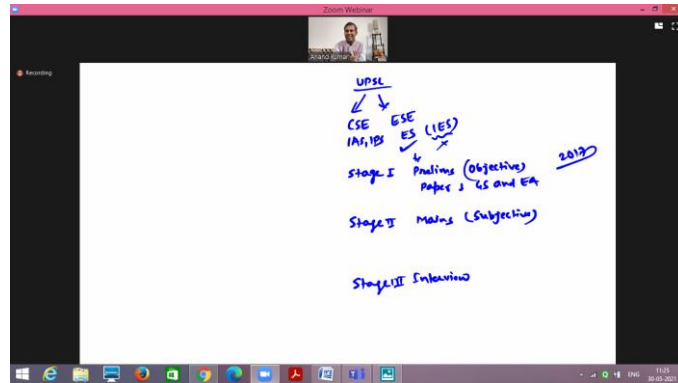 Zoom Webinar
Anand Kumar
Recording
UPSC
CSE ESE
IAS, IPS ES (IES)
Stage I Prelims (Objective) 2017
Paper 1 GS and EA
Stage II Mains (Subjective)
Stage III Interview
ENG 11:25
30-05-2021